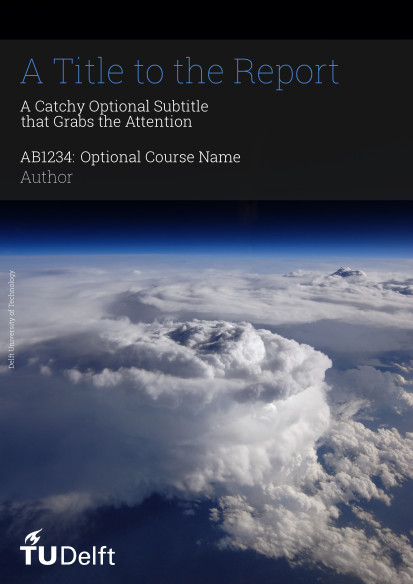 A Title to the Report
A Catchy Optional Subtitle
that Grabs the Attention
AB1234: Optional Course Name
Author
Delft University of Technology
TUDelft